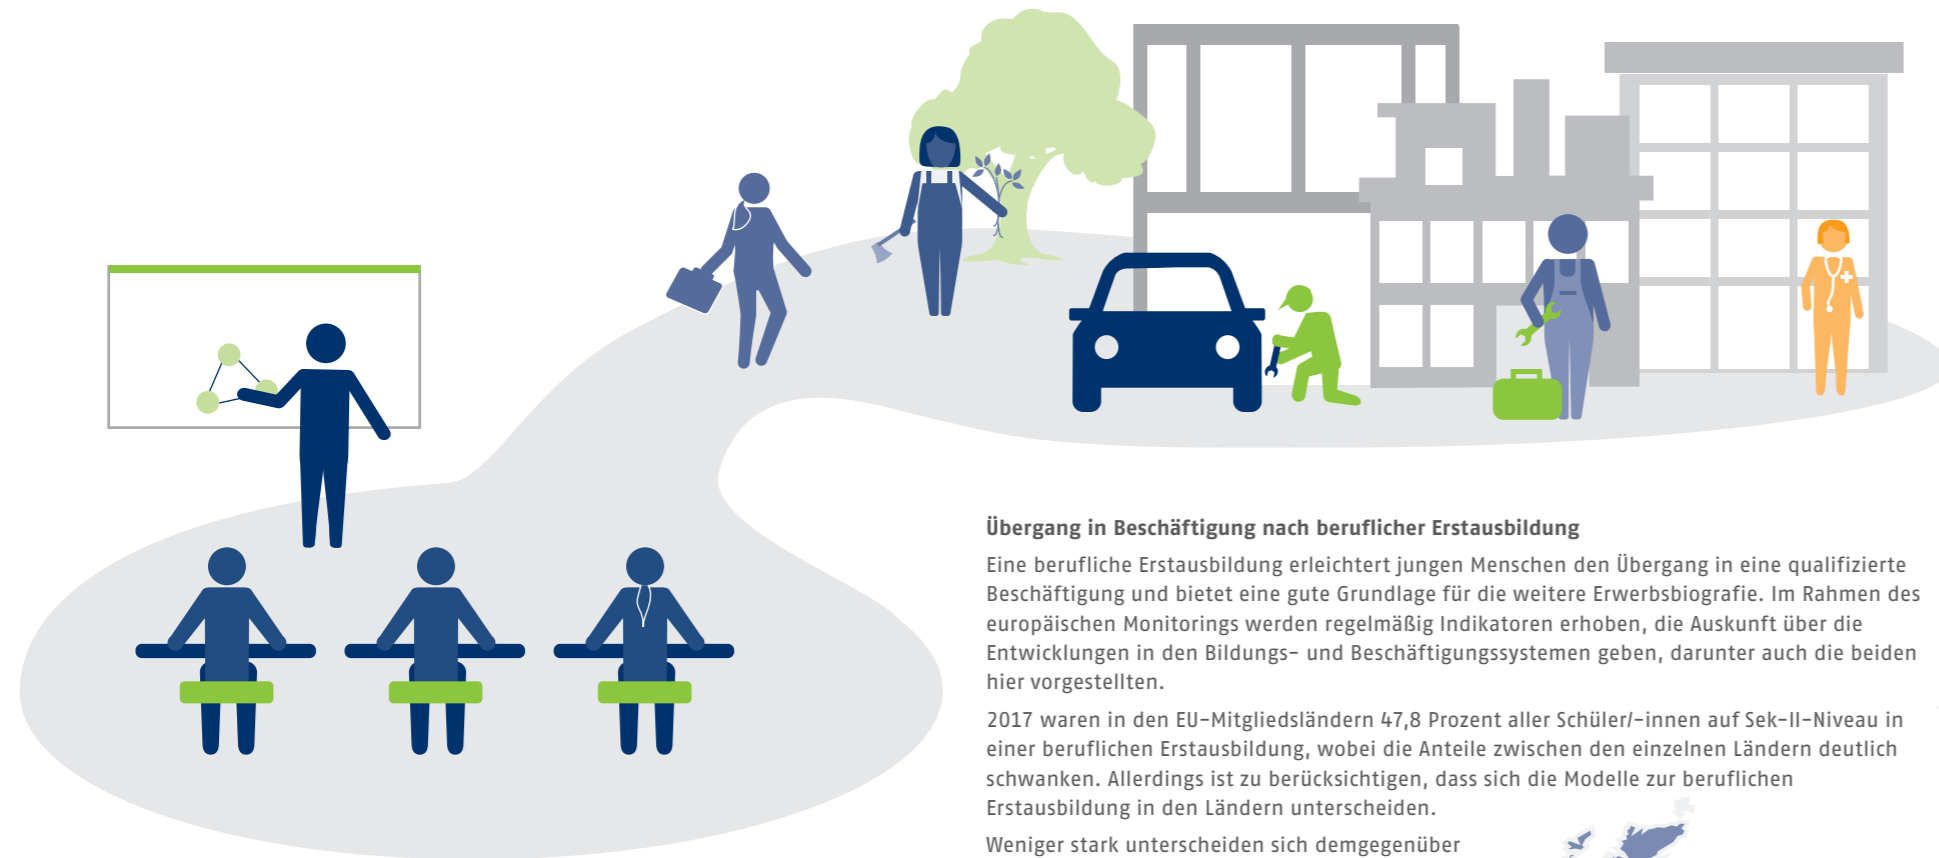 Übergang in Beschäftigung nach beruflicher Erstausbildung
Eine berufliche Erstausbildung erleichtert jungen Menschen den Übergang in eine qualifizierte
Beschäftigung und bietet eine gute Grundlage für die weitere Erwerbsbiografie. Im Rahmen des
europäischen Monitorings werden regelmäßig Indikatoren erhoben, die Auskunft über die
Entwicklungen in den Bildungs- und Beschäftigungssystemen geben, darunter auch die beiden
hier vorgestellten.
2017 waren in den EU-Mitgliedsländern 47,8 Prozent aller Schüler/-innen auf Sek-II-Niveau in
einer beruflichen Erstausbildung, wobei die Anteile zwischen den einzelnen Ländern deutlich
schwanken. Allerdings ist zu berücksichtigen, dass sich die Modelle zur beruflichen
Erstausbildung in den Ländern unterscheiden.
Weniger stark unterscheiden sich demgegenüber